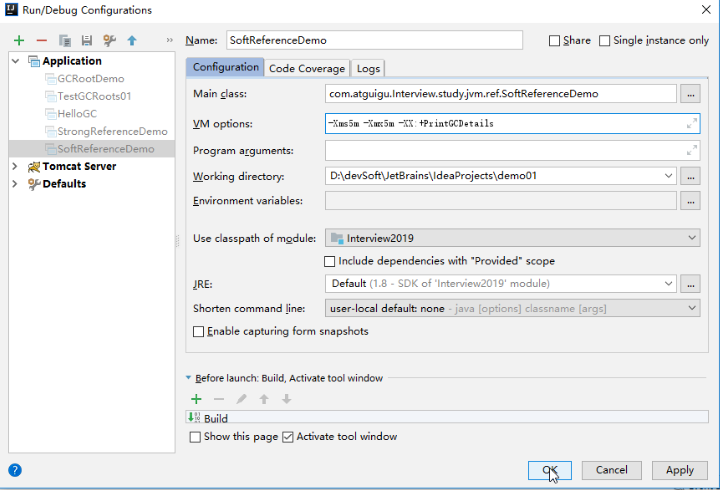 Run/Debug Configurations
Name: SoftReferenceDemo
Share
Single instance only
Application
GCRootDemo
TestGCRoots01
HelloGC
StrongReferenceDemo
SoftReferenceDemo
Tomcat Server
Defaults
Configuration
Code Coverage
Logs
Main class: com.atguigu.Interview.study.jvm.ref.SoftReferenceDemo ...
VM options: -Xms5m -Xmx5m -XX:+PrintGCDetails
Program arguments:
Working directory: D:\devSoft\JetBrains\IdeaProjects\demo01 ...
Environment variables: ...
Use classpath of module: Interview2019
Include dependencies with "Provided" scope
JRE: Default (1.8 - SDK of 'Interview2019' module) ...
Shorten command line: user-local default: none - java [options] classname [args]
Enable capturing form snapshots
Before launch: Build, Activate tool window
Build
Show this page
Activate tool window
? OK Cancel Apply